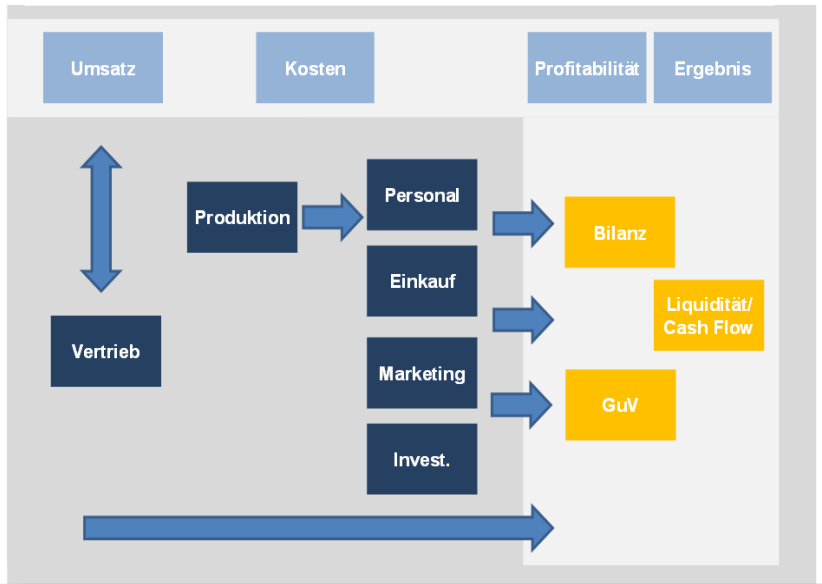 Umsatz
Kosten
Profitabilität
Ergebnis
Produktion
Personal
Bilanz
Einkauf
Liquidität/
Cash Flow
Vertrieb
Marketing
GuV
Invest.